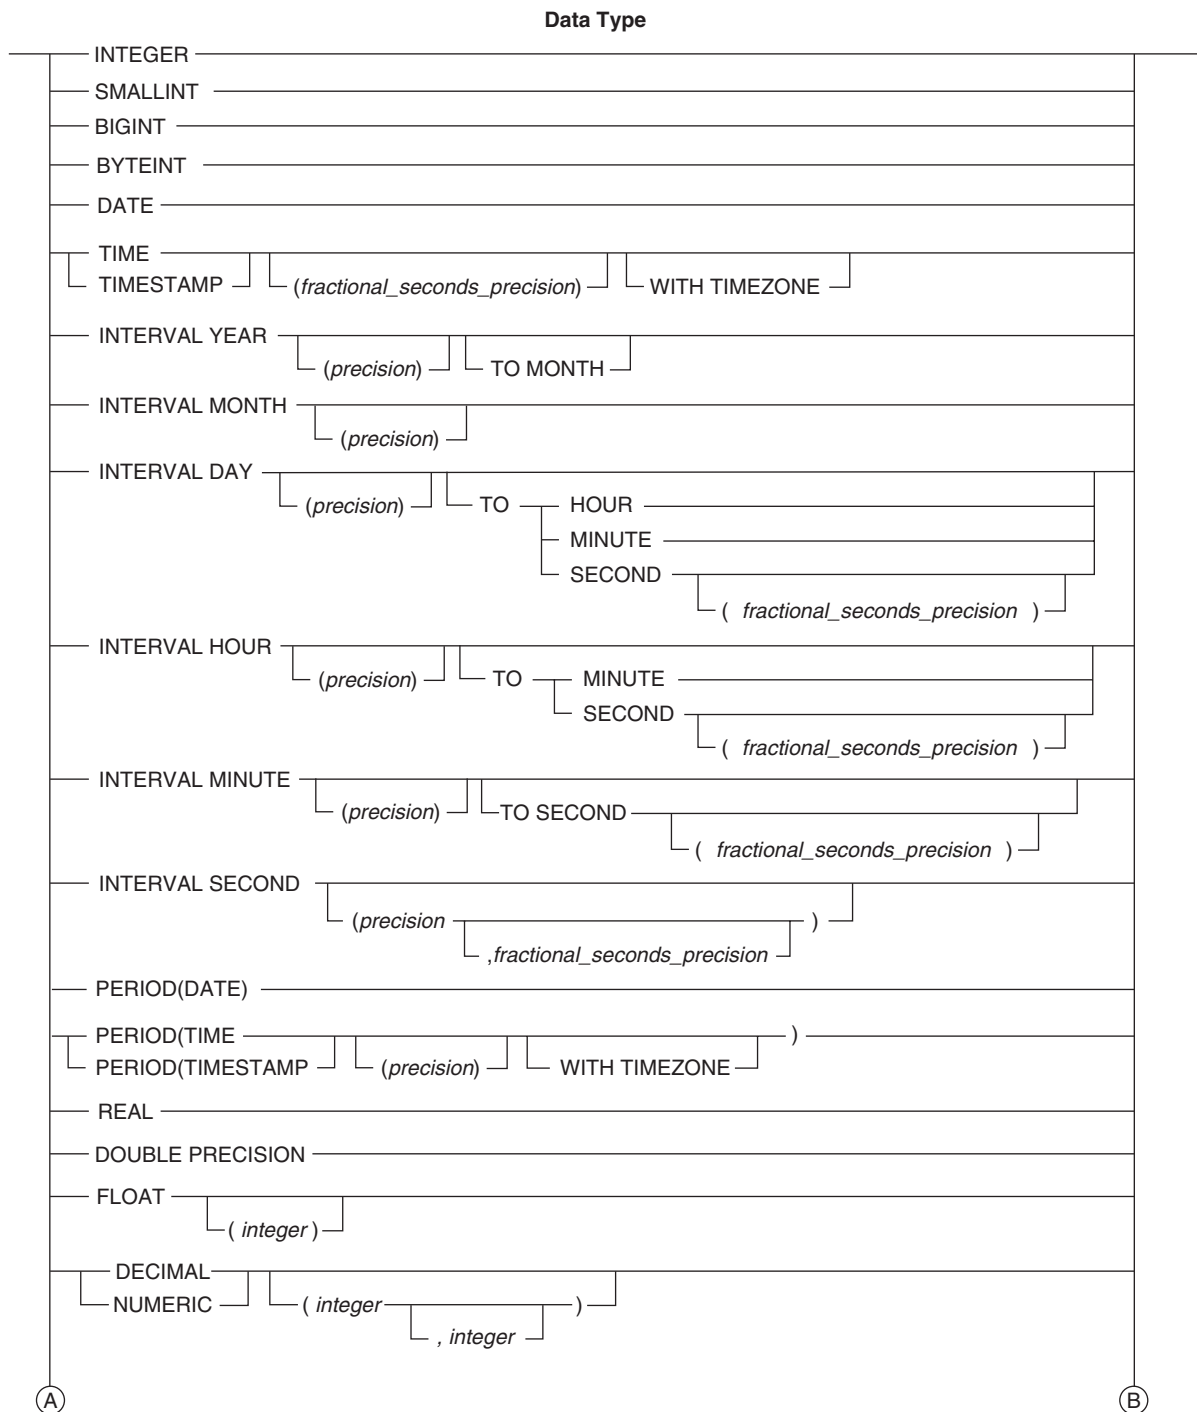 Data Type
INTEGER
SMALLINT
BIGINT
BYTEINT
DATE
TIME
TIMESTAMP
(fractional_seconds_precision)
WITH TIMEZONE
INTERVAL YEAR
(precision)
TO MONTH
INTERVAL MONTH
(precision)
INTERVAL DAY
(precision)
TO
HOUR
MINUTE
SECOND
( fractional_seconds_precision )
INTERVAL HOUR
(precision)
TO
MINUTE
SECOND
( fractional_seconds_precision )
INTERVAL MINUTE
(precision)
TO SECOND
( fractional_seconds_precision )
INTERVAL SECOND
(precision
,fractional_seconds_precision
)
PERIOD(DATE)
PERIOD(TIME
PERIOD(TIMESTAMP
(precision)
WITH TIMEZONE
)
REAL
DOUBLE PRECISION
FLOAT
( integer )
DECIMAL
NUMERIC
( integer
, integer
)
A
B